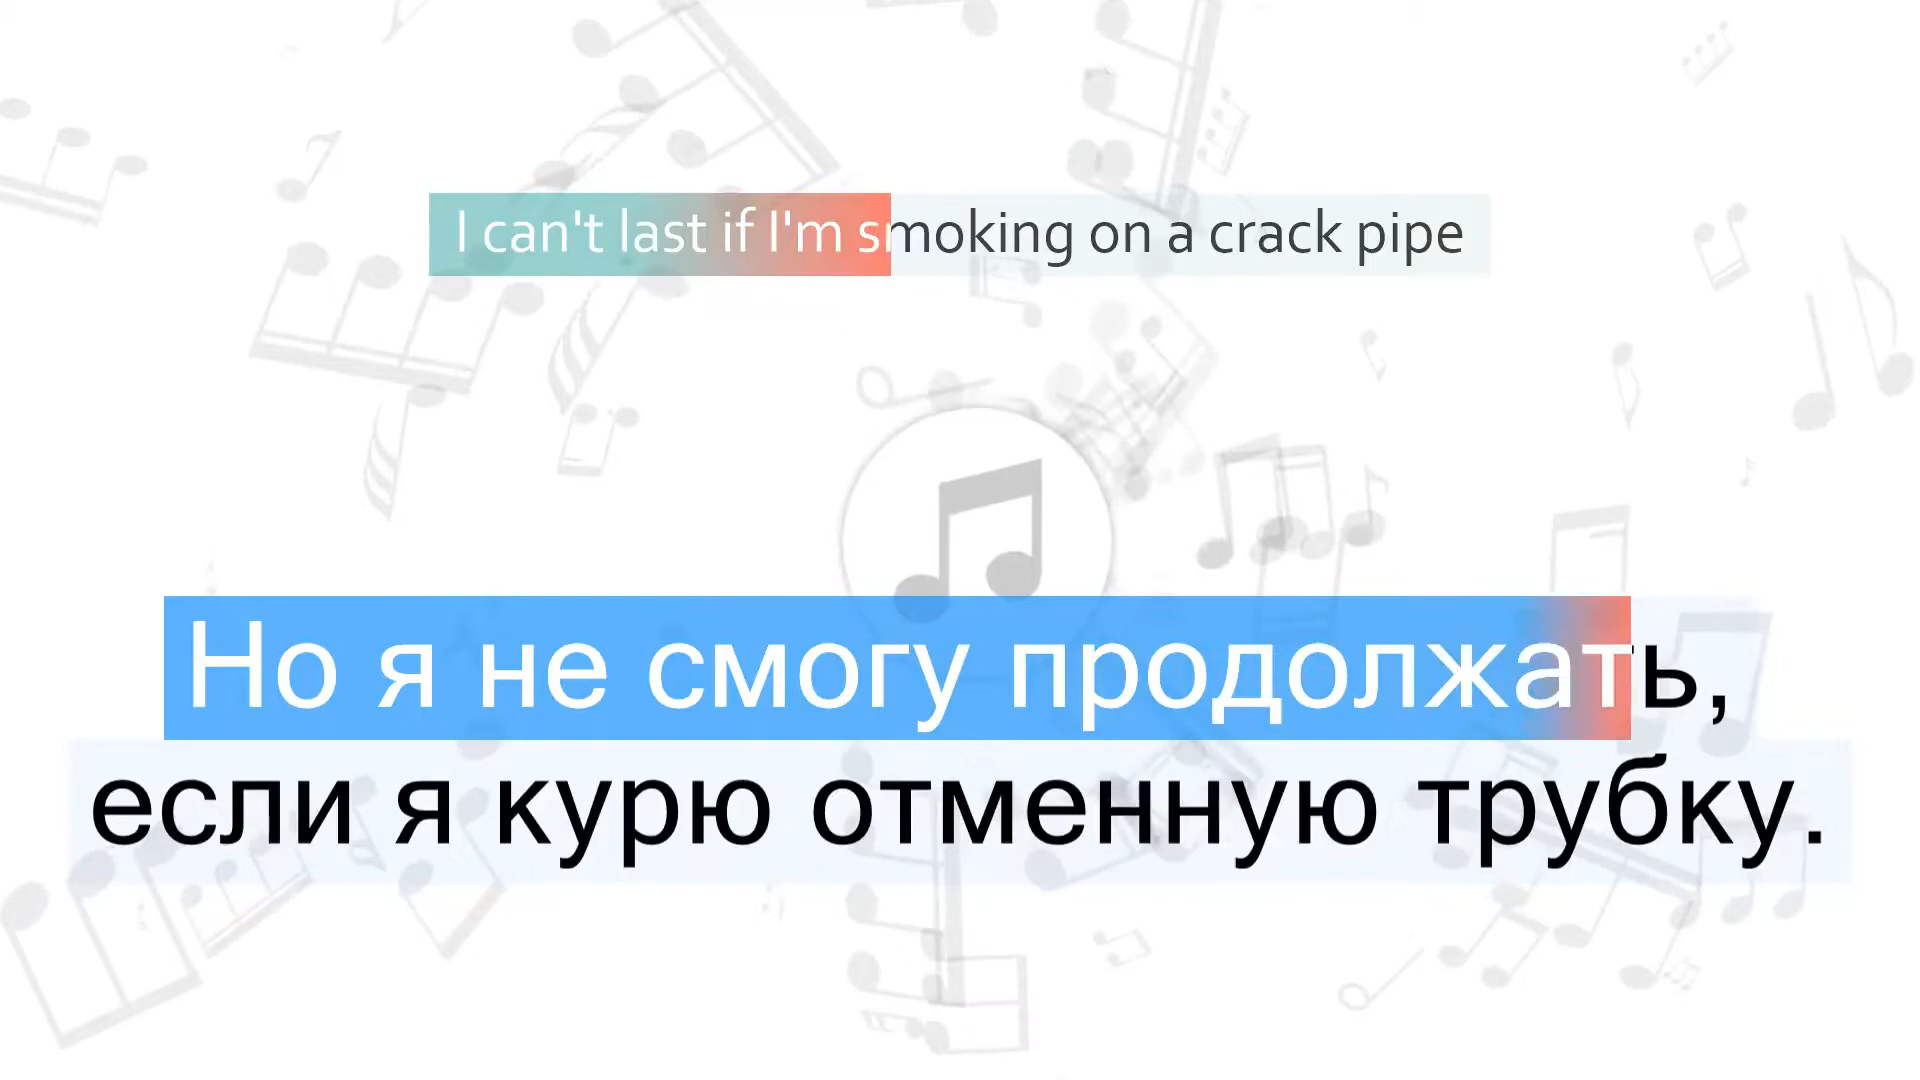 I can't last if I'm smoking on a crack pipe
Но я не смогу продолжать,
если я курю отменную трубку.